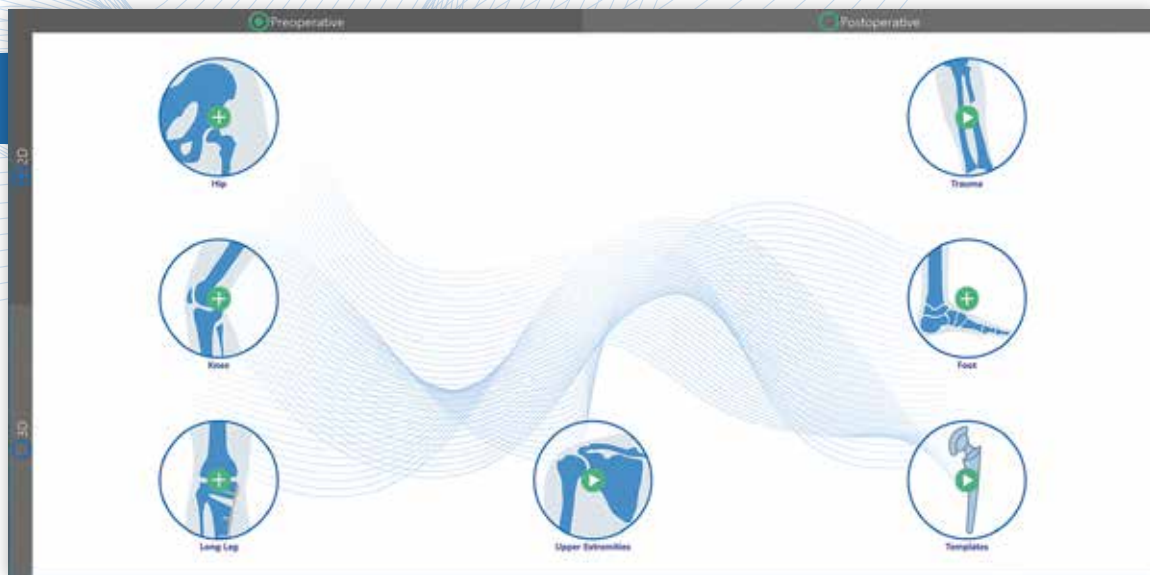 Preoperative
Postoperative
2D
3D
Hip
Trauma
Knee
Foot
Long Leg
Upper Extremities
Templates